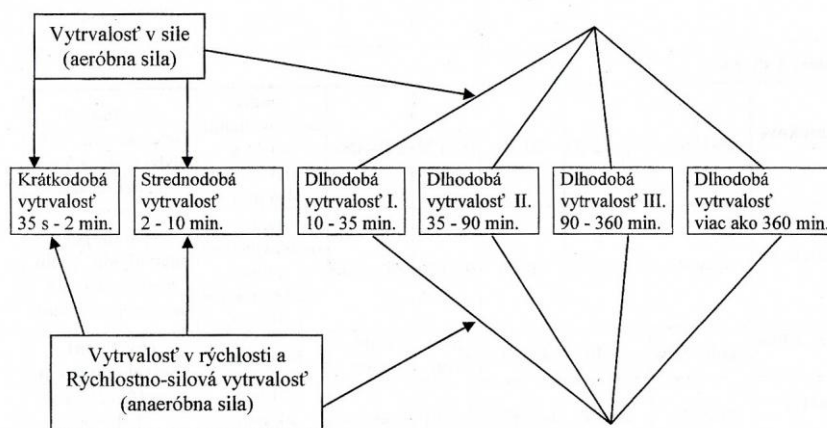 Vytrvalosť v sile
(aeróbna sila)
Krátkodobá
vytrvalosť
35 s - 2 min.
Strednodobá
vytrvalosť
2 - 10 min.
Dlhodobá
vytrvalosť I.
10 - 35 min.
Dlhodobá
vytrvalosť II.
35 - 90 min.
Dlhodobá
vytrvalosť III.
90 - 360 min.
Dlhodobá
vytrvalosť
viac ako 360 min.
Vytrvalosť v rýchlosti a
Rýchlostno-silová vytrvalosť
(anaeróbna sila)